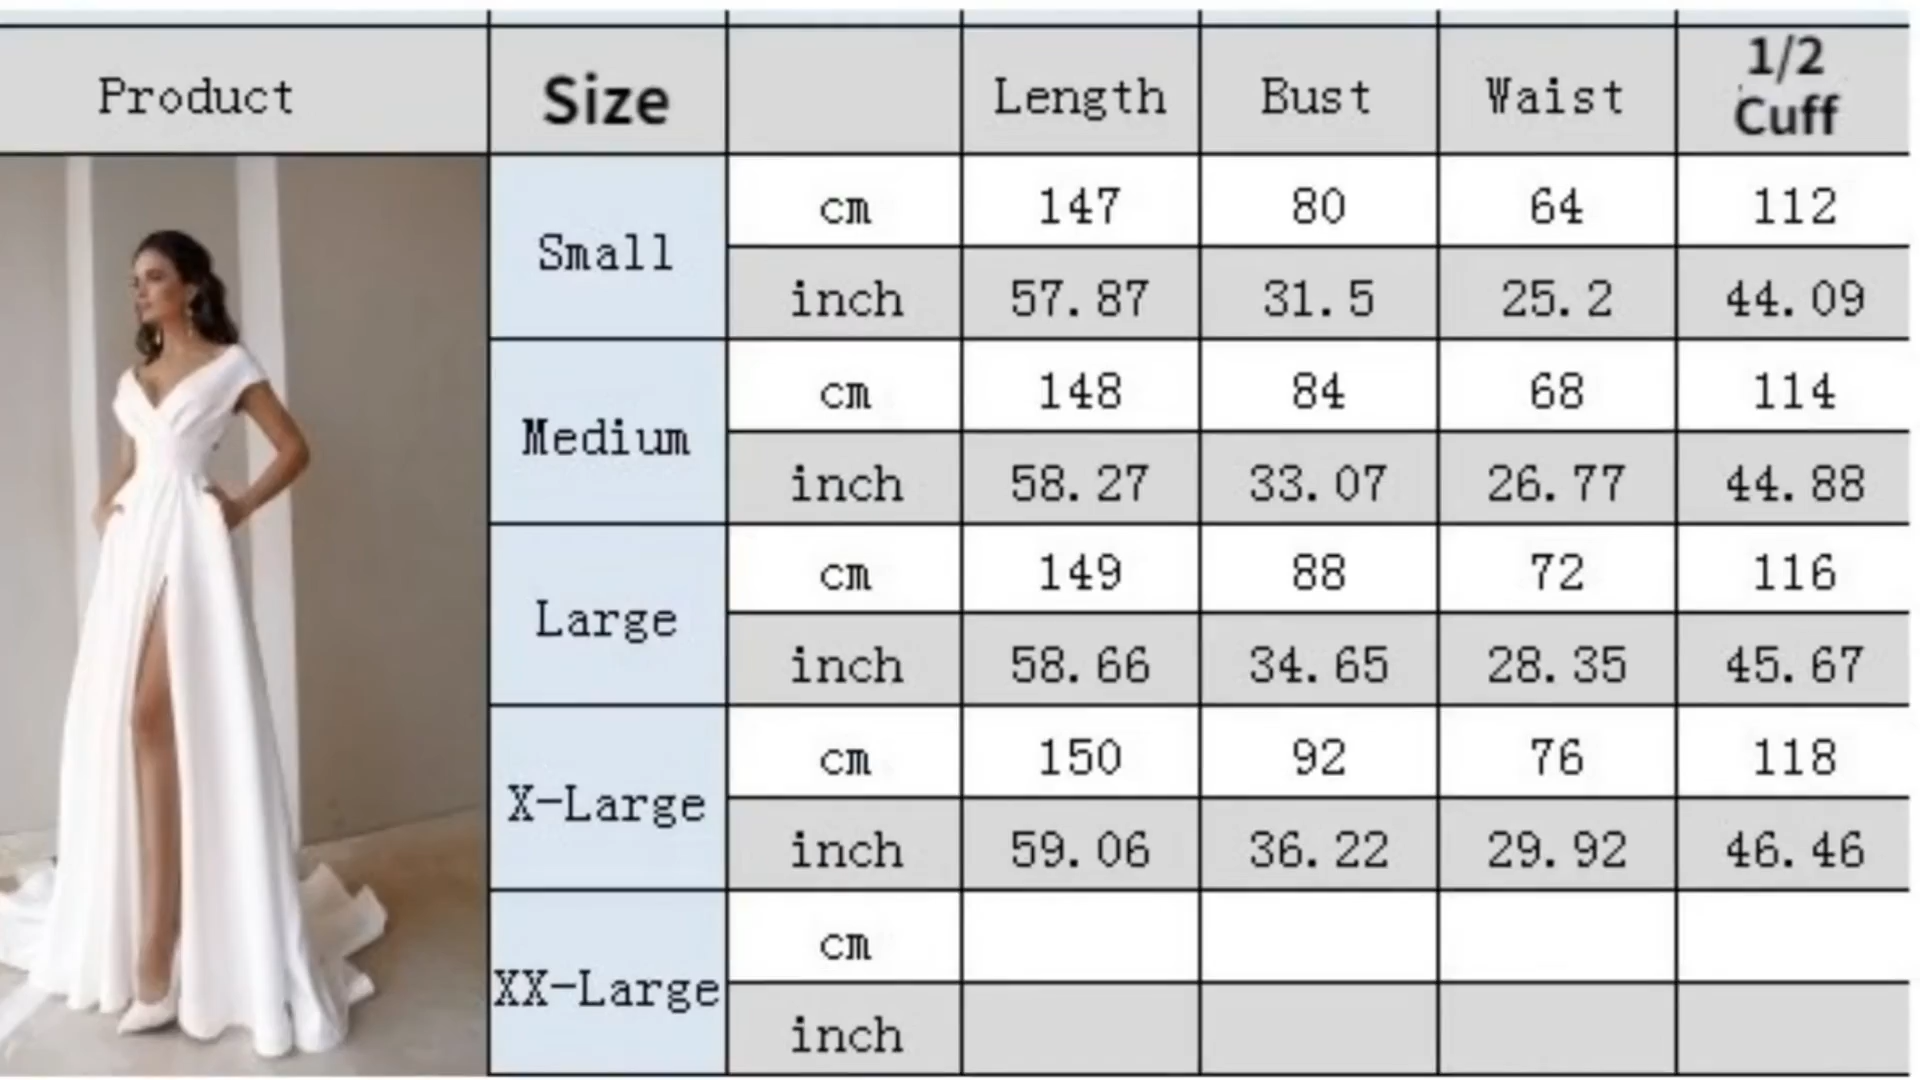 Product Size Length Bust Waist 1/2 Cuff
Small cm 147 80 64 112
inch 57.87 31.5 25.2 44.09
Medium cm 148 84 68 114
inch 58.27 33.07 26.77 44.88
Large cm 149 88 72 116
inch 58.66 34.65 28.35 45.67
X-Large cm 150 92 76 118
inch 59.06 36.22 29.92 46.46
XX-Large cm
inch